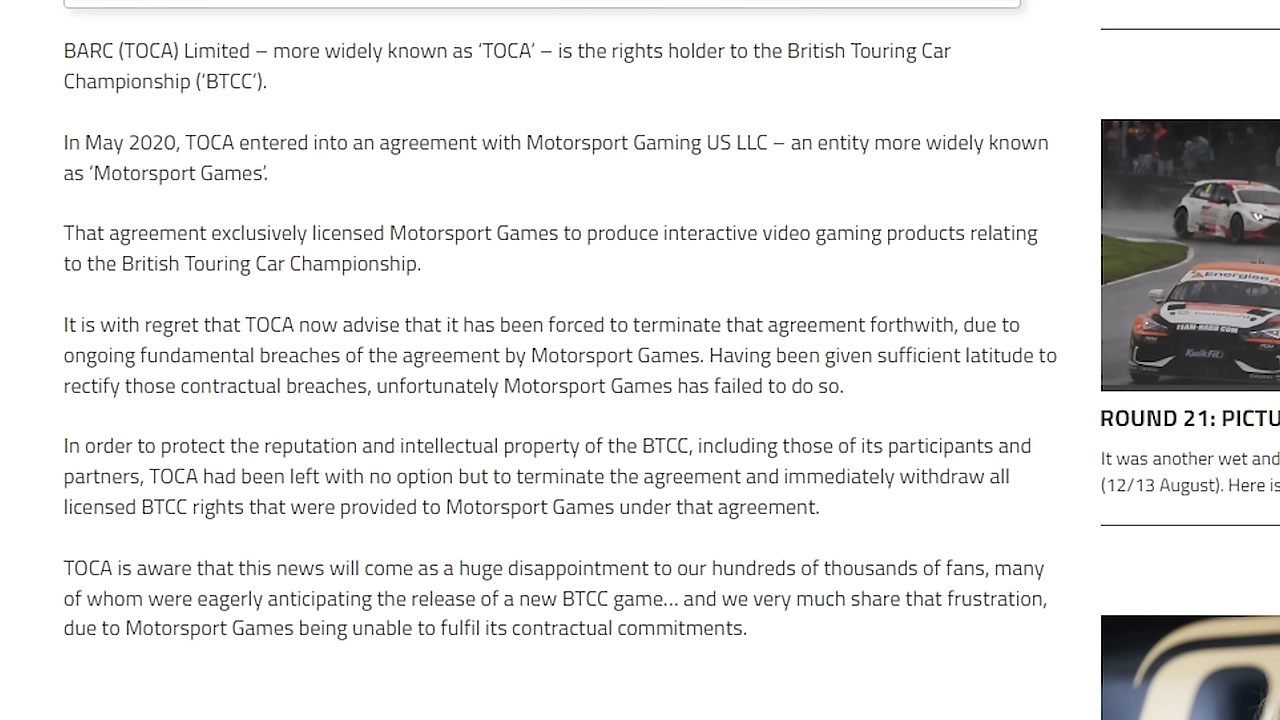 BARC (TOCA) Limited – more widely known as ‘TOCA’ – is the rights holder to the British Touring Car
Championship (‘BTCC’).
In May 2020, TOCA entered into an agreement with Motorsport Gaming US LLC – an entity more widely known
as ‘Motorsport Games’.
That agreement exclusively licensed Motorsport Games to produce interactive video gaming products relating
to the British Touring Car Championship.
It is with regret that TOCA now advise that it has been forced to terminate that agreement forthwith, due to
ongoing fundamental breaches of the agreement by Motorsport Games. Having been given sufficient latitude to
rectify those contractual breaches, unfortunately Motorsport Games has failed to do so.
In order to protect the reputation and intellectual property of the BTCC, including those of its participants and
partners, TOCA had been left with no option but to terminate the agreement and immediately withdraw all
licensed BTCC rights that were provided to Motorsport Games under that agreement.
TOCA is aware that this news will come as a huge disappointment to our hundreds of thousands of fans, many
of whom were eagerly anticipating the release of a new BTCC game... and we very much share that frustration,
due to Motorsport Games being unable to fulfil its contractual commitments.
Energise
TEAM-HARD.COM
KwikFit
ROUND 21: PICTU
It was another wet and
(12/13 August). Here is